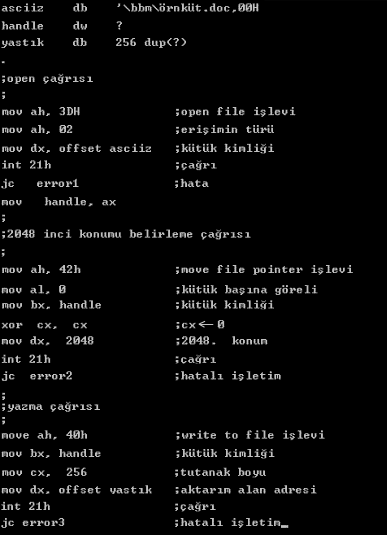 asciiz    db    '\bbm\örnküt.doc,00H
handle    dw    ?
yastık    db    256 dup(?)
.
;open çağrısı
;
mov ah, 3DH              ;open file işlevi
mov ah, 02               ;erişimin türü
mov dx, offset asciiz    ;kütük kimliği
int 21h                  ;çağrı
jc   error1              ;hata
mov   handle, ax
;
;2048 inci konumu belirleme çağrısı
;
mov ah, 42h              ;move file pointer işlevi
mov al, 0                ;kütük başına göreli
mov bx, handle           ;kütük kimliği
xor  cx,  cx             ;cx<-0
mov dx,  2048            ;2048.  konum
int 21h                  ;çağrı
jc  error2               ;hatalı işletim
;
;yazma çağrısı
;
move ah, 40h             ;write to file işlevi
mov bx, handle           ;kütük kimliği
mov cx,  256             ;tutanak boyu
mov dx, offset yastık    ;aktarım alan adresi
int 21h                  ;çağrı
jc error3                ;hatalı işletim_